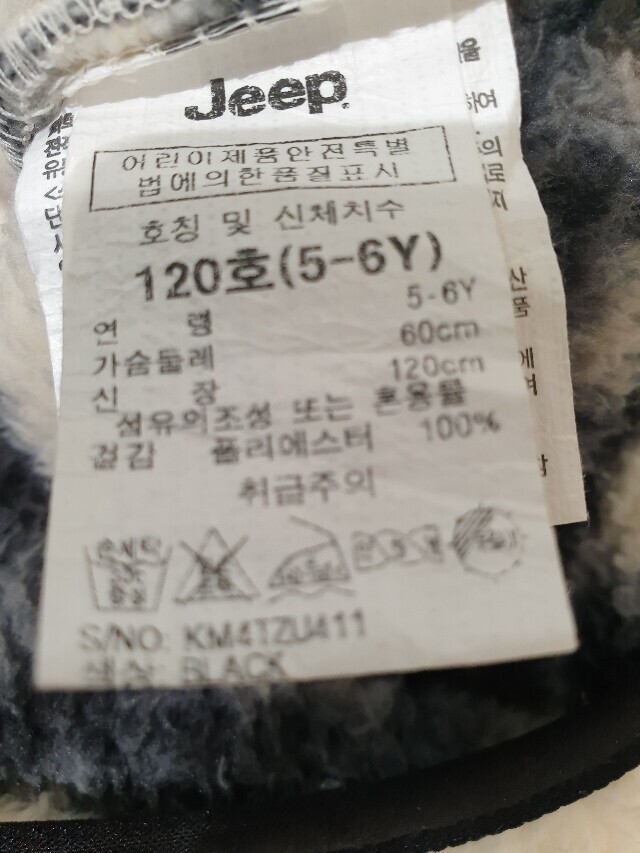 Jeep
어린이제품안전특별
법에의한품질표시
호칭 및 신체치수
120호(5-6Y)
연 령 5-6Y
가슴둘레 60cm
신 장 120cm
섬유의조성 또는 혼용률
겉감 폴리에스터 100%
취급주의
손세탁
S/NO: KM4TZU411
색상: BLACK